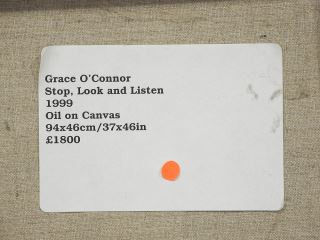 Grace O'Connor
Stop, Look and Listen
1999
Oil on Canvas
94x46cm/37x46in
£1800